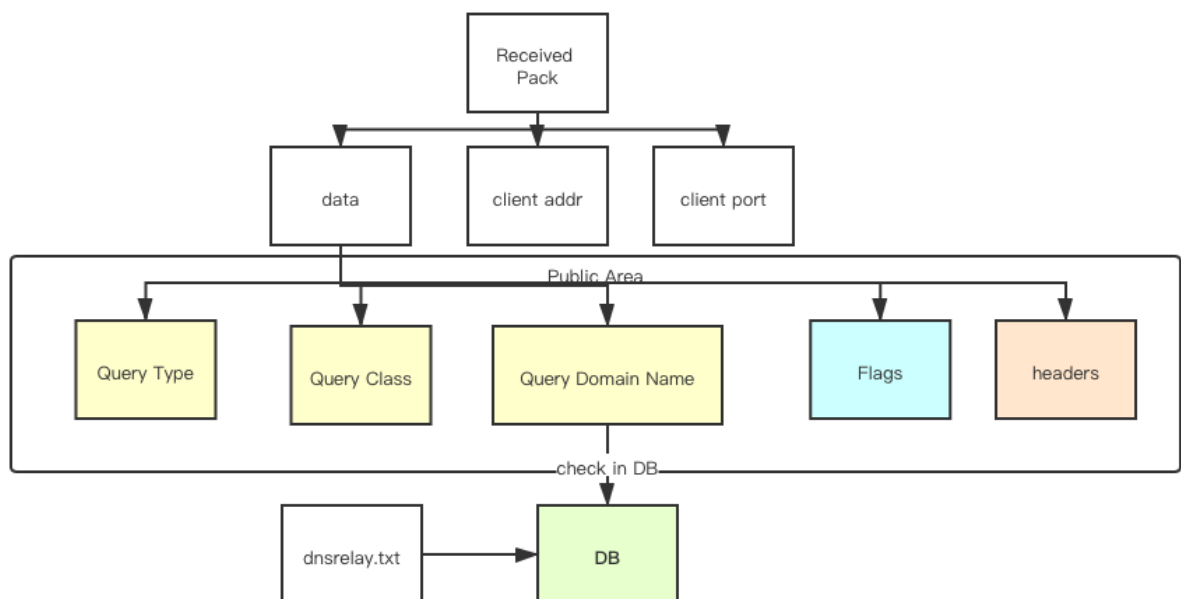 Received
Pack
data
client addr
client port
Public Area
Query Type
Query Class
Query Domain Name
Flags
headers
check in DB
dnsrelay.txt
DB